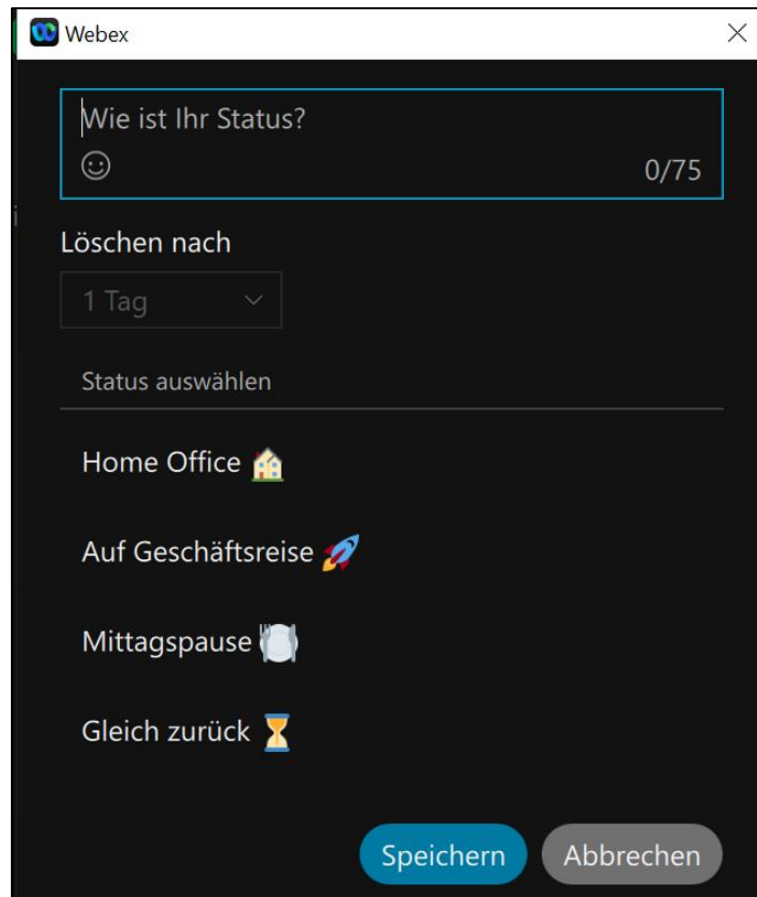 Webex
Wie ist Ihr Status?
0/75
Löschen nach
1 Tag
Status auswählen
Home Office 🏠
Auf Geschäftsreise 🚀
Mittagspause 🍽️
Gleich zurück ⏳
Speichern Abbrechen